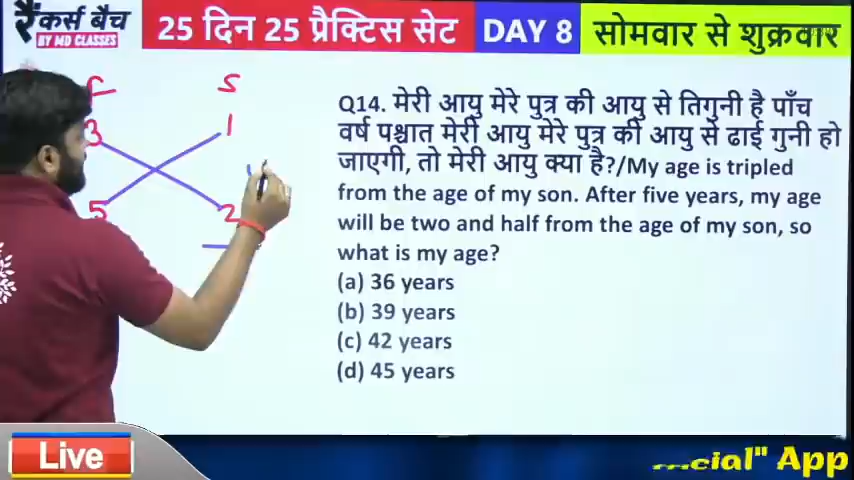 रैंकर्स बैच
BY MD CLASSES
25 दिन 25 प्रैक्टिस सेट
DAY 8
सोमवार से शुक्रवार
S
3
1
5
2
Q14. मेरी आयु मेरे पुत्र की आयु से तिगुनी है पाँच
वर्ष पश्चात मेरी आयु मेरे पुत्र की आयु से ढाई गुनी हो
जाएगी, तो मेरी आयु क्या है?/My age is tripled
from the age of my son. After five years, my age
will be two and half from the age of my son, so
what is my age?
(a) 36 years
(b) 39 years
(c) 42 years
(d) 45 years
Live
cial" App